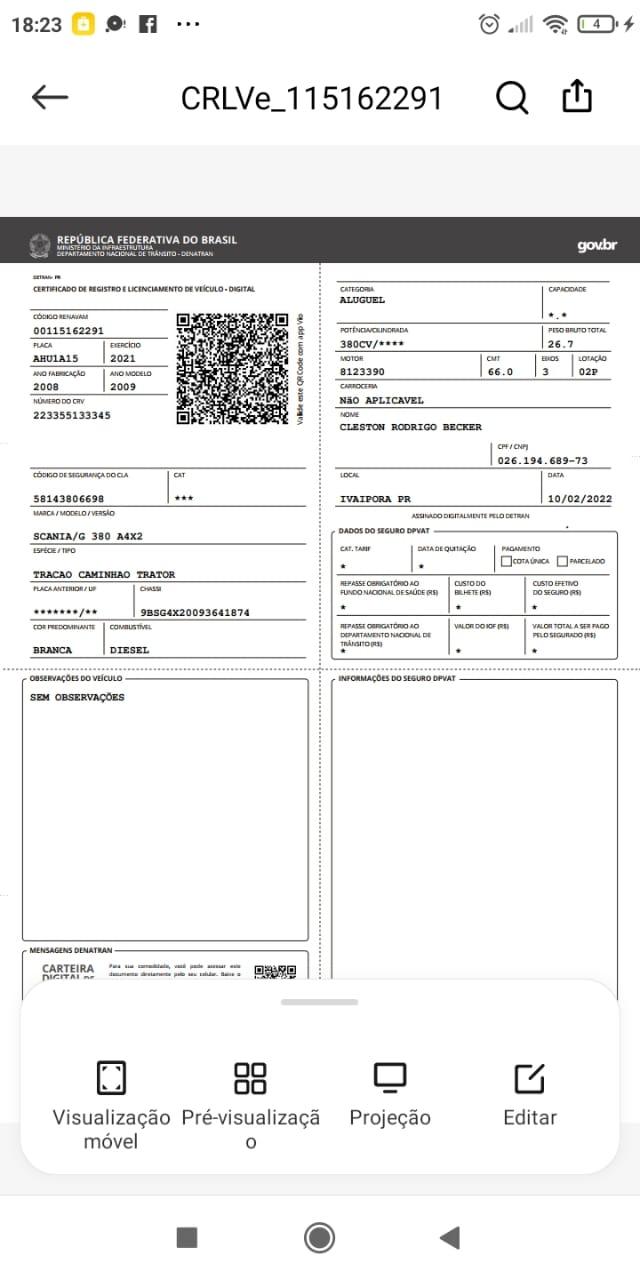 18:23
4
CRLVe_115162291
REPÚBLICA FEDERATIVA DO BRASIL
MINISTÉRIO DA INFRAESTRUTURA
DEPARTAMENTO NACIONAL DE TRÂNSITO - DENATRAN
gov.br
DETRAN- PR
CERTIFICADO DE REGISTRO E LICENCIAMENTO DE VEÍCULO - DIGITAL
CÓDIGO RENAVAM
00115162291
PLACA EXERCÍCIO
AHU1A15 2021
ANO FABRICAÇÃO ANO MODELO
2008 2009
NÚMERO DO CRV
223355133345
Valide este QRCode com app Vio
CÓDIGO DE SEGURANÇA DO CLA CAT
58143806698 ***
MARCA / MODELO / VERSÃO
SCANIA/G 380 A4X2
ESPÉCIE / TIPO
TRACAO CAMINHAO TRATOR
PLACA ANTERIOR / UF CHASSI
*******/** 9BSG4X20093641874
COR PREDOMINANTE COMBUSTÍVEL
BRANCA DIESEL
CATEGORIA CAPACIDADE
ALUGUEL
*.*
POTÊNCIA/CILINDRADA PESO BRUTO TOTAL
380CV/**** 26.7
MOTOR CMT EIXOS LOTAÇÃO
8123390 66.0 3 02P
CARROCERIA
NãO APLICAVEL
NOME
CLESTON RODRIGO BECKER
CPF / CNPJ
026.194.689-73
LOCAL DATA
IVAIPORA PR 10/02/2022
ASSINADO DIGITALMENTE PELO DETRAN
DADOS DO SEGURO DPVAT
CAT. TARIF DATA DE QUITAÇÃO PAGAMENTO
* * COTA ÚNICA PARCELADO
REPASSE OBRIGATÓRIO AO CUSTO DO CUSTO EFETIVO
FUNDO NACIONAL DE SAÚDE (R$) BILHETE (R$) DO SEGURO (R$)
* * *
REPASSE OBRIGATÓRIO AO VALOR DO IOF (R$) VALOR TOTAL A SER PAGO
DEPARTAMENTO NACIONAL DE PELO SEGURADO (R$)
TRÂNSITO (R$)
* * *
OBSERVAÇÕES DO VEÍCULO
SEM OBSERVAÇÕES
INFORMAÇÕES DO SEGURO DPVAT
MENSAGENS DENATRAN
CARTEIRA
DIGITAL DE
Para sua comodidade, você pode acessar este
documento diretamente pelo seu celular. Baixe o
Visualização móvel
Pré-visualização
Projeção
Editar